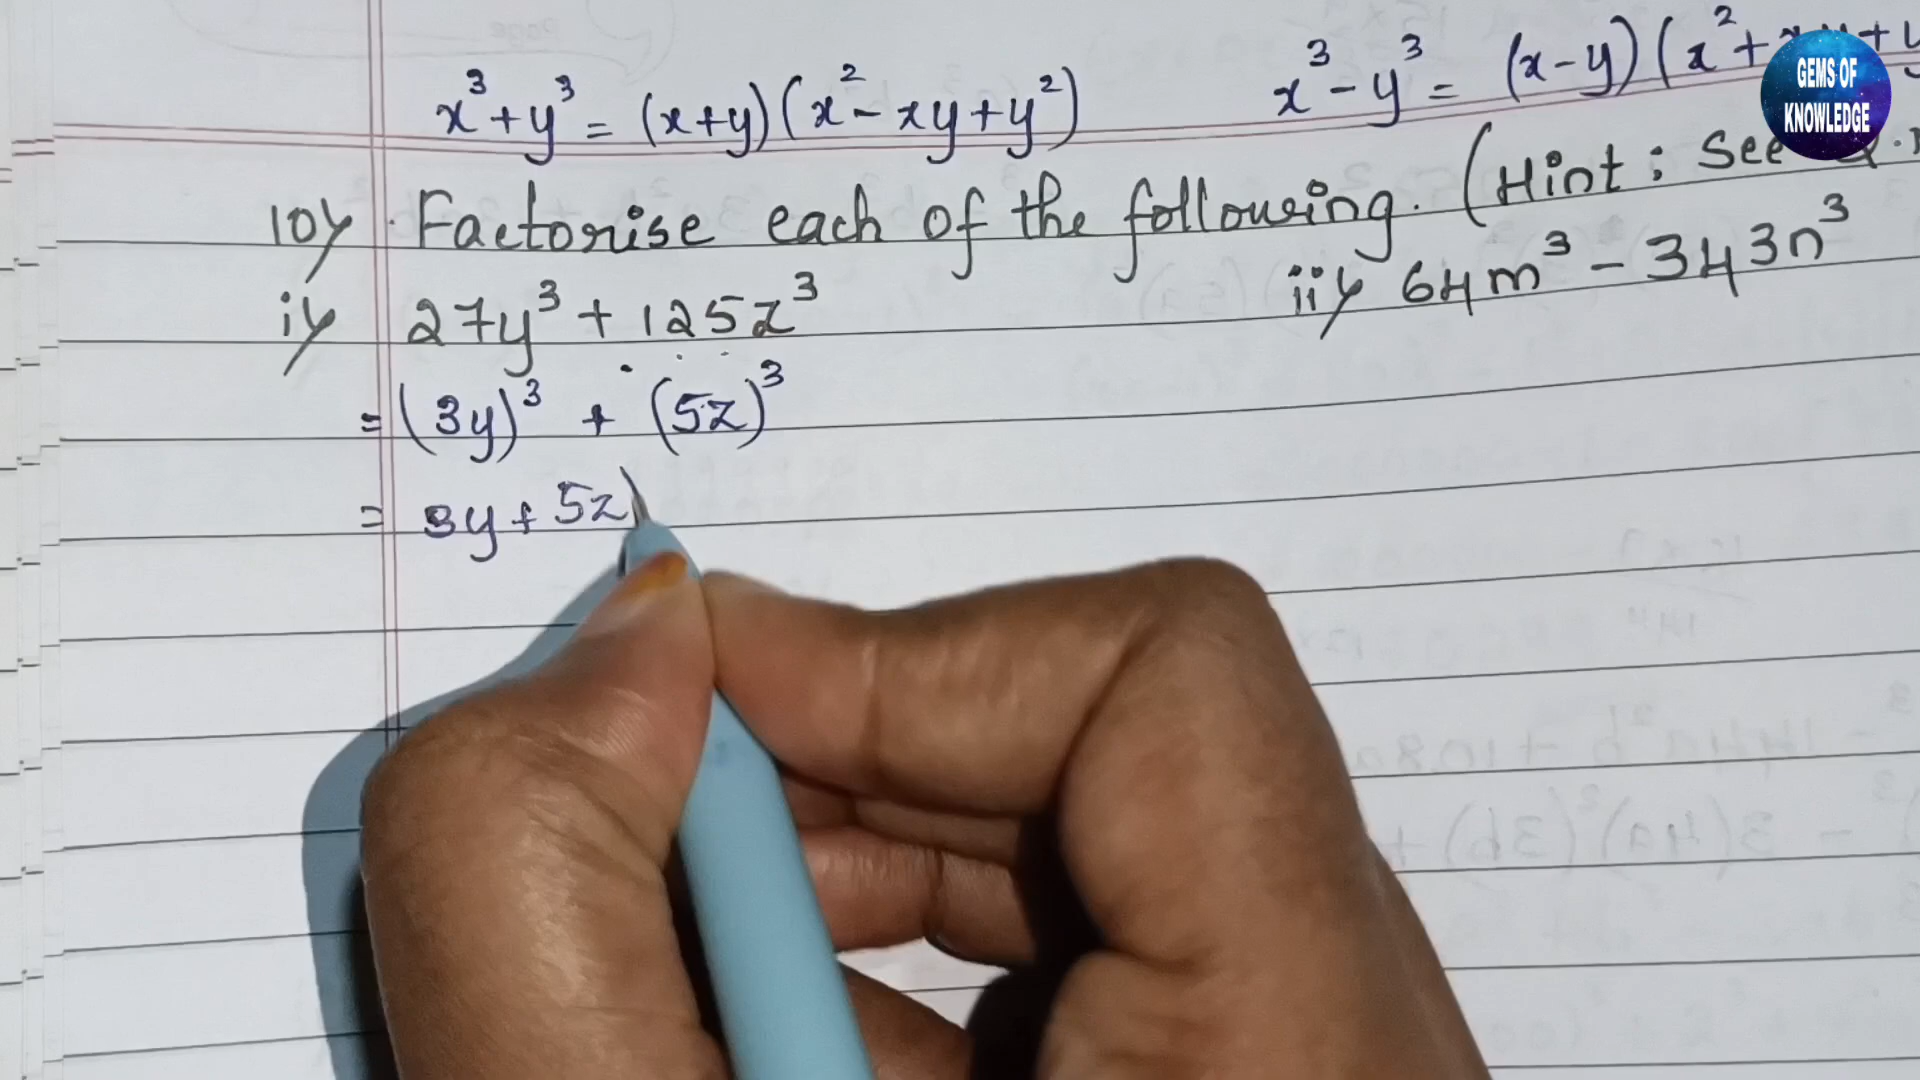 x³+y³ = (x+y)(x²-xy+y²)
x³-y³ = (x-y)(x²+
GEMS OF
KNOWLEDGE
10) Factorise each of the following. (Hint: See
i) 27y³ + 125z³
ii) 64m³ - 343n³
= (3y)³ + (5z)³
= 3y + 5z)